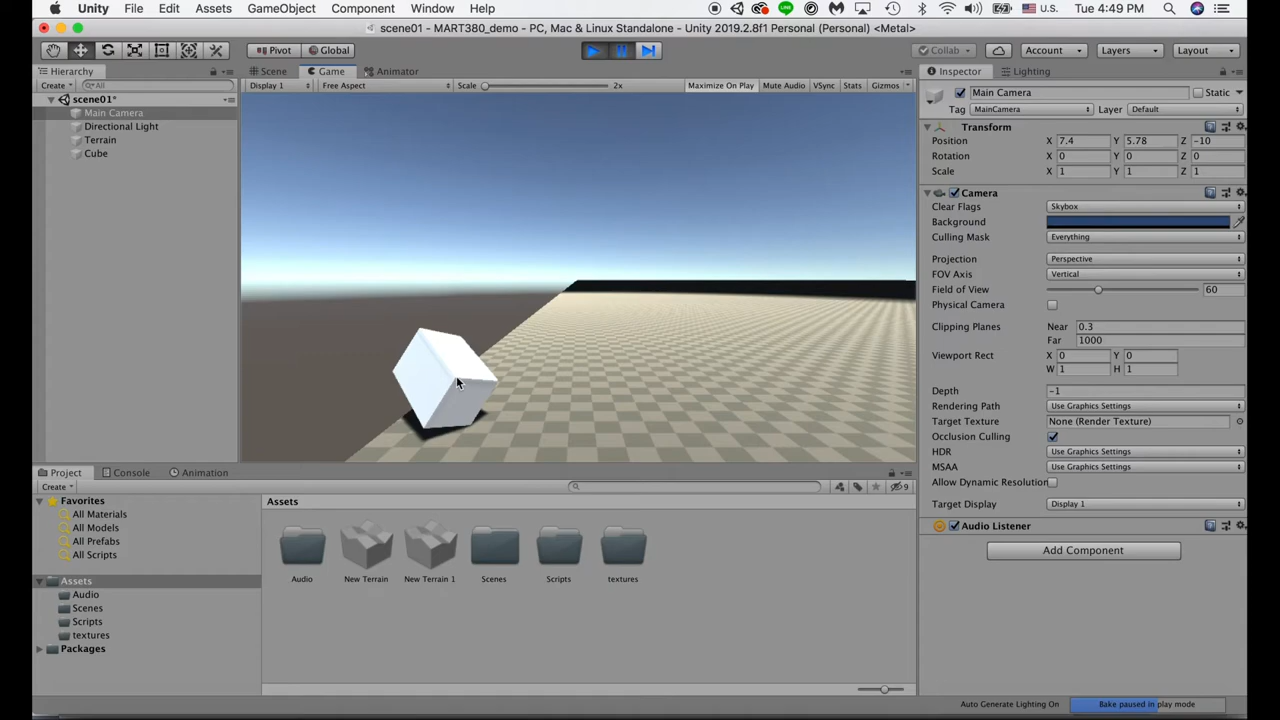 Unity File Edit Assets GameObject Component Window Help U.S. Tue 4:49 PM
scene01 - MART380_demo - PC, Mac & Linux Standalone - Unity 2019.2.8f1 Personal (Personal) <Metal>
Pivot Global Collab Account Layers Layout
Hierarchy
Create All
scene01*
Main Camera
Directional Light
Terrain
Cube
Scene Game Animator
Display 1 Free Aspect Scale 2x Maximize On Play Mute Audio VSync Stats Gizmos
Inspector Lighting
Main Camera Static
Tag MainCamera Layer Default
Transform
Position X 7.4 Y 5.78 Z -10
Rotation X 0 Y 0 Z 0
Scale X 1 Y 1 Z 1
Camera
Clear Flags Skybox
Background
Culling Mask Everything
Projection Perspective
FOV Axis Vertical
Field of View 60
Physical Camera
Clipping Planes Near 0.3
Far 1000
Viewport Rect X 0 Y 0
W 1 H 1
Depth -1
Rendering Path Use Graphics Settings
Target Texture None (Render Texture)
Occlusion Culling
HDR Use Graphics Settings
MSAA Use Graphics Settings
Allow Dynamic Resolution
Target Display Display 1
Audio Listener
Add Component
Project Console Animation
Create 9
Favorites
All Materials
All Models
All Prefabs
All Scripts
Assets
Audio
Scenes
Scripts
textures
Packages
Assets
Audio New Terrain New Terrain 1 Scenes Scripts textures
Auto Generate Lighting On Bake paused in play mode